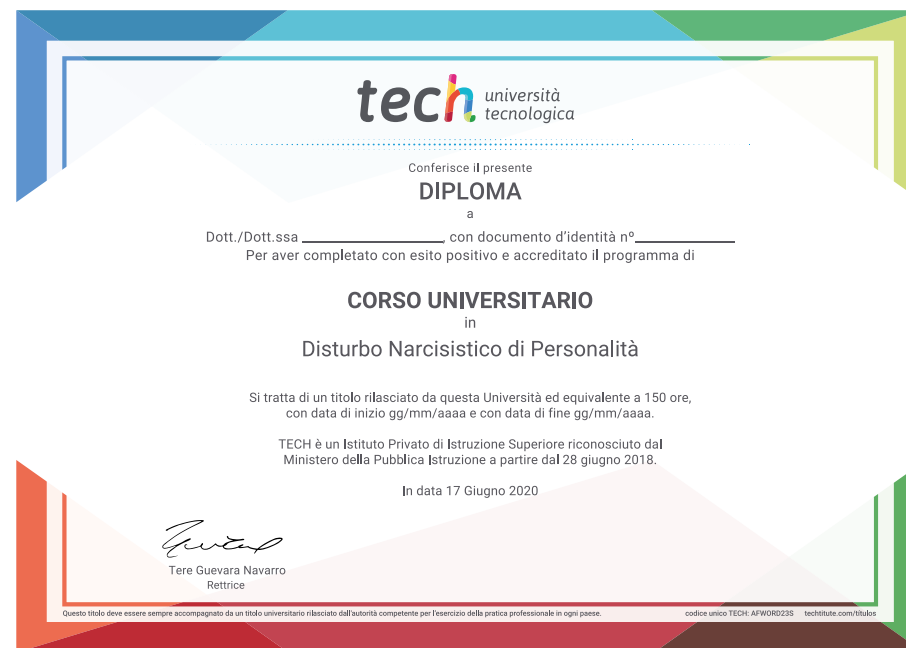 tech università
tecnologica
Conferisce il presente
DIPLOMA
a
Dott./Dott.ssa ____________, con documento d'identità nº____________
Per aver completato con esito positivo e accreditato il programma di
CORSO UNIVERSITARIO
in
Disturbo Narcisistico di Personalità
Si tratta di un titolo rilasciato da questa Università ed equivalente a 150 ore,
con data di inizio gg/mm/aaaa e con data di fine gg/mm/aaaa.
TECH è un Istituto Privato di Istruzione Superiore riconosciuto dal
Ministero della Pubblica Istruzione a partire dal 28 giugno 2018.
In data 17 Giugno 2020
Tere Guevara Navarro
Rettrice
Questo titolo deve essere sempre accompagnato da un titolo universitario rilasciato dall'autorità competente per l'esercizio della pratica professionale in ogni paese. codice unico TECH: AFWORD23S techtitute.com/títulos